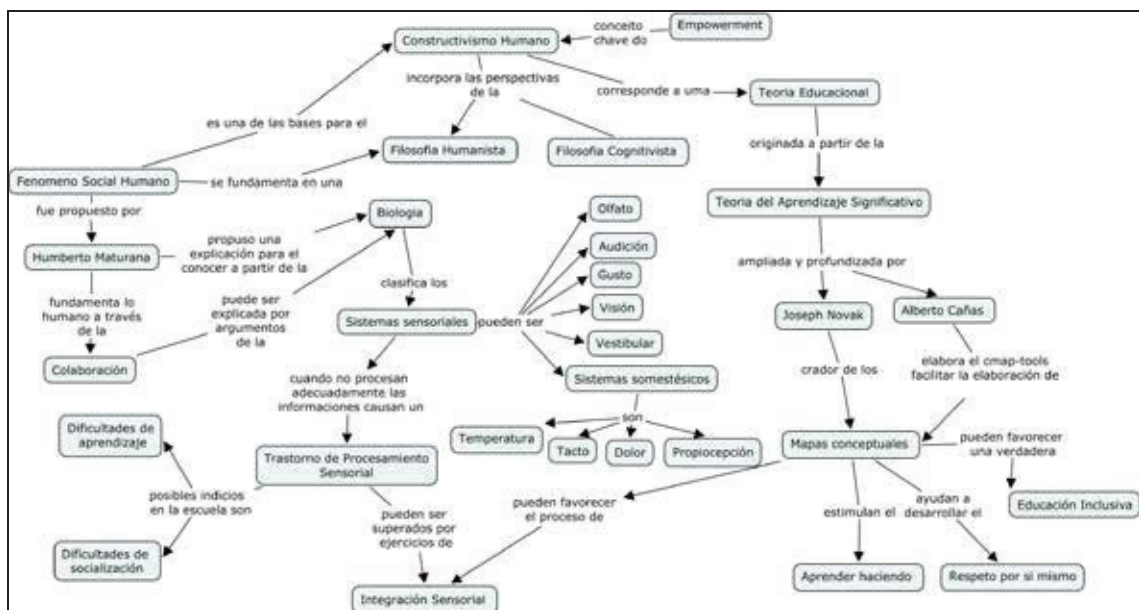 Constructivismo Humano
conceito
chave do
Empowerment
incorpora las perspectivas
de la
corresponde a uma
Teoria Educacional
es una de las bases para el
Filosofia Humanista
Filosofia Cognitivista
originada a partir de la
Fenomeno Social Humano
se fundamenta en una
Teoria del Aprendizaje Significativo
fue propuesto por
Biologia
Olfato
Humberto Maturana
propuso una
explicación para el
conocer a partir de la
Audición
ampliada y profundizada por
clasifica los
Gusto
fundamenta lo
humano a través
de la
puede ser
explicada por
argumentos
de la
Sistemas sensoriales
pueden ser
Visión
Joseph Novak
Alberto Cañas
Vestibular
Colaboración
cuando no procesan
adecuadamente las
informaciones causan un
Sistemas somestésicos
crador de los
elabora el cmap-tools
facilitar la elaboración de
son
Dificultades de
aprendizaje
Temperatura
Tacto
Dolor
Propiocepción
Mapas conceptuales
pueden favorecer
una verdadera
Trastorno de Procesamiento
Sensorial
posibles indicios
en la escuela son
pueden ser
superados por
ejercicios de
pueden favorecer
el proceso de
estimulan el
ayudan a
desarrollar el
Educación Inclusiva
Dificultades de
socialización
Integración Sensorial
Aprender haciendo
Respeto por si mismo